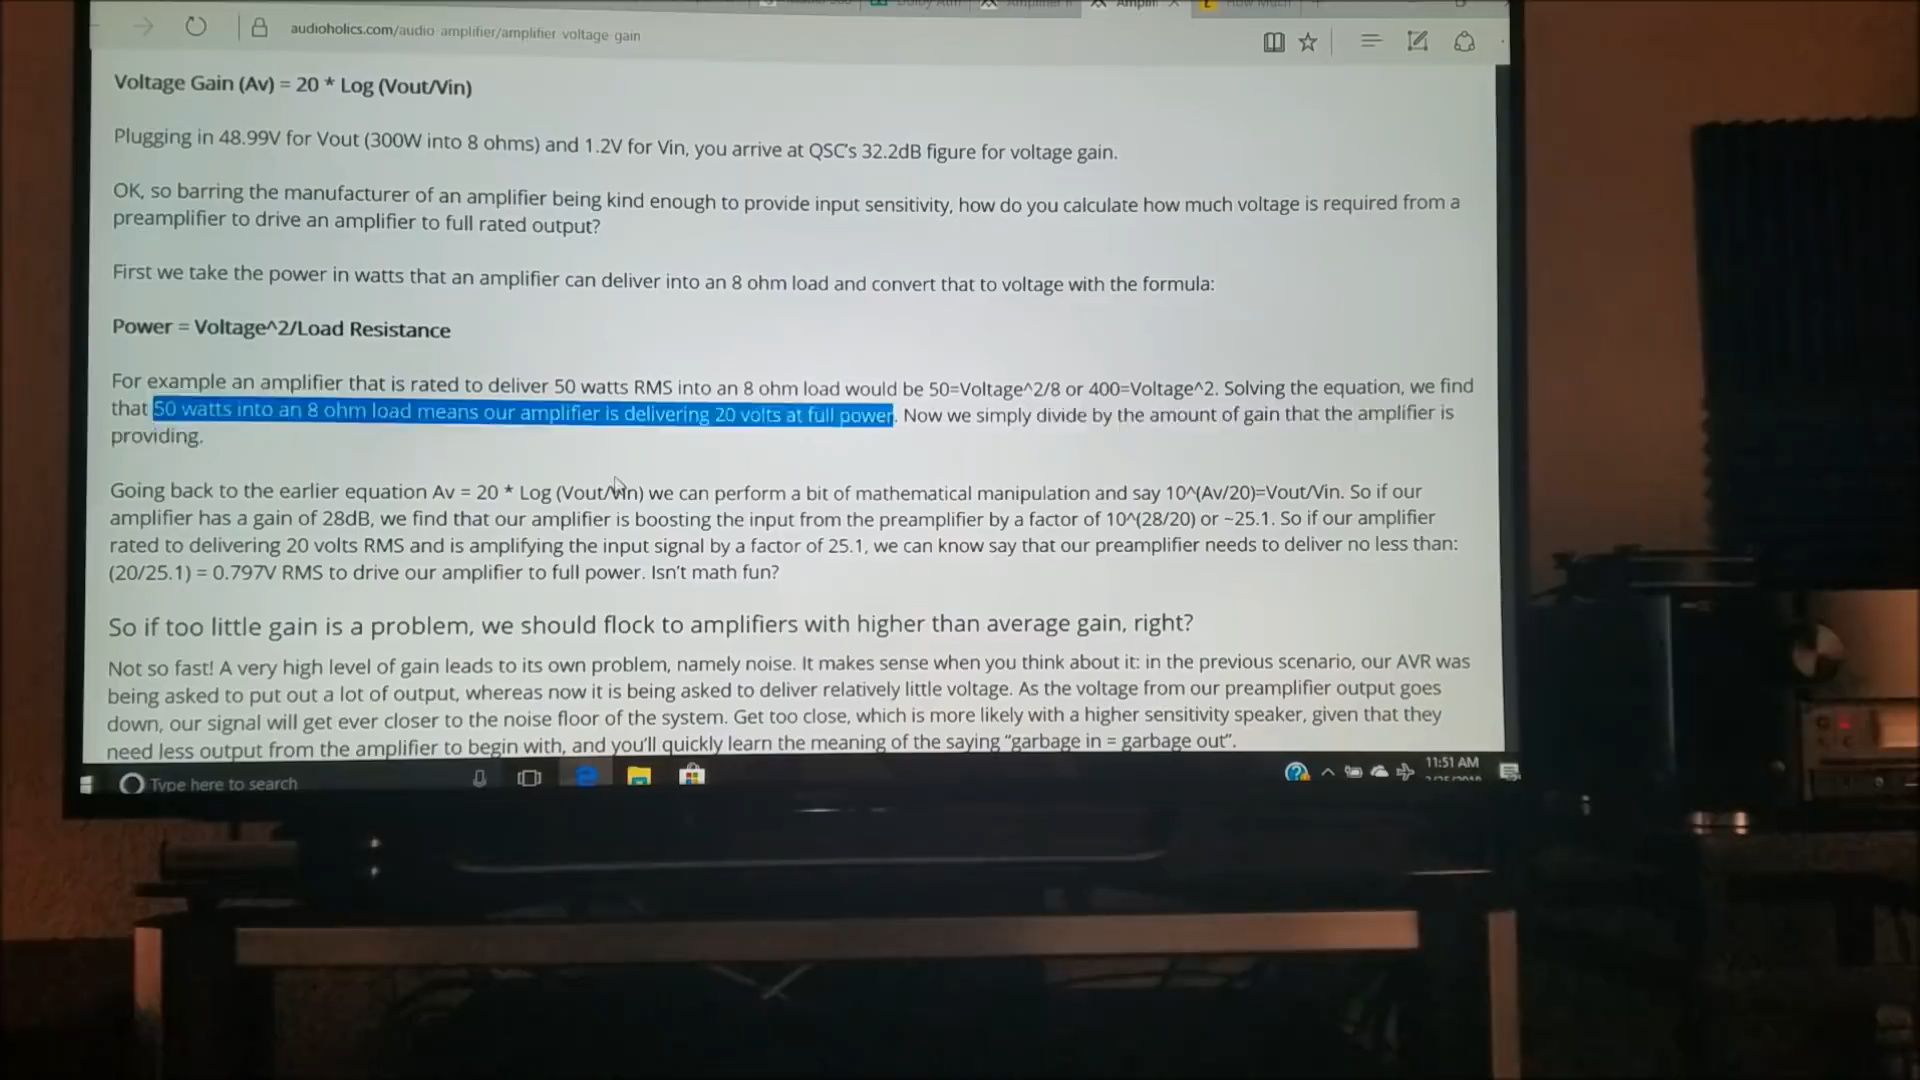 audioholics.com/audio amplifier/amplifier voltage gain
Voltage Gain (Av) = 20 * Log (Vout/Vin)
Plugging in 48.99V for Vout (300W into 8 ohms) and 1.2V for Vin, you arrive at QSC's 32.2dB figure for voltage gain.
OK, so barring the manufacturer of an amplifier being kind enough to provide input sensitivity, how do you calculate how much voltage is required from a
preamplifier to drive an amplifier to full rated output?
First we take the power in watts that an amplifier can deliver into an 8 ohm load and convert that to voltage with the formula:
Power = Voltage^2/Load Resistance
For example an amplifier that is rated to deliver 50 watts RMS into an 8 ohm load would be 50=Voltage^2/8 or 400=Voltage^2. Solving the equation, we find
that 50 watts into an 8 ohm load means our amplifier is delivering 20 volts at full power. Now we simply divide by the amount of gain that the amplifier is
providing.
Going back to the earlier equation Av = 20 * Log (Vout/Vin) we can perform a bit of mathematical manipulation and say 10^(Av/20)=Vout/Vin. So if our
amplifier has a gain of 28dB, we find that our amplifier is boosting the input from the preamplifier by a factor of 10^(28/20) or ~25.1. So if our amplifier
rated to delivering 20 volts RMS and is amplifying the input signal by a factor of 25.1, we can know say that our preamplifier needs to deliver no less than:
(20/25.1) = 0.797V RMS to drive our amplifier to full power. Isn't math fun?
So if too little gain is a problem, we should flock to amplifiers with higher than average gain, right?
Not so fast! A very high level of gain leads to its own problem, namely noise. It makes sense when you think about it: in the previous scenario, our AVR was
being asked to put out a lot of output, whereas now it is being asked to deliver relatively little voltage. As the voltage from our preamplifier output goes
down, our signal will get ever closer to the noise floor of the system. Get too close, which is more likely with a higher sensitivity speaker, given that they
need less output from the amplifier to begin with, and you'll quickly learn the meaning of the saying "garbage in = garbage out".
Type here to search
11:51 AM